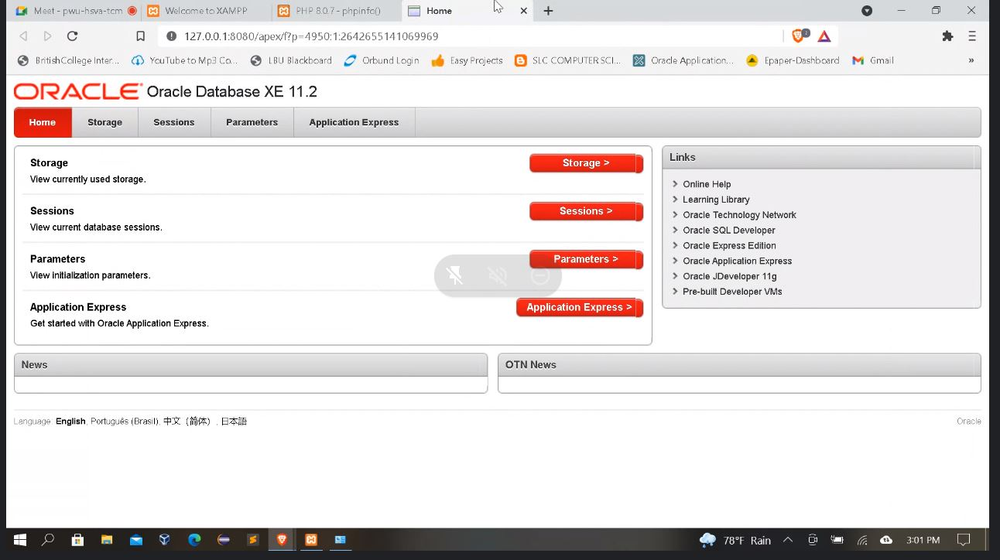 Meet - pwu-hsva-tcm
Welcome to XAMPP
PHP 8.0.7 - phpinfo()
Home
127.0.0.1:8080/apex/f?p=4950:1:2642655141069969
2
BritishCollege Inter...
YouTube to Mp3 Co...
LBU Blackboard
Orbund Login
Easy Projects
SLC COMPUTER SCI...
Oracle Application...
Epaper-Dashboard
Gmail
»
ORACLE Oracle Database XE 11.2
Home
Storage
Sessions
Parameters
Application Express
Storage
View currently used storage.
Storage >
Sessions
View current database sessions.
Sessions >
Parameters
View initialization parameters.
Parameters >
Application Express
Get started with Oracle Application Express.
Application Express >
Links
Online Help
Learning Library
Oracle Technology Network
Oracle SQL Developer
Oracle Express Edition
Oracle Application Express
Oracle JDeveloper 11g
Pre-built Developer VMs
News
OTN News
Language: English, Português (Brasil), 中文（简体）, 日本語
Oracle
78°F Rain
3:01 PM